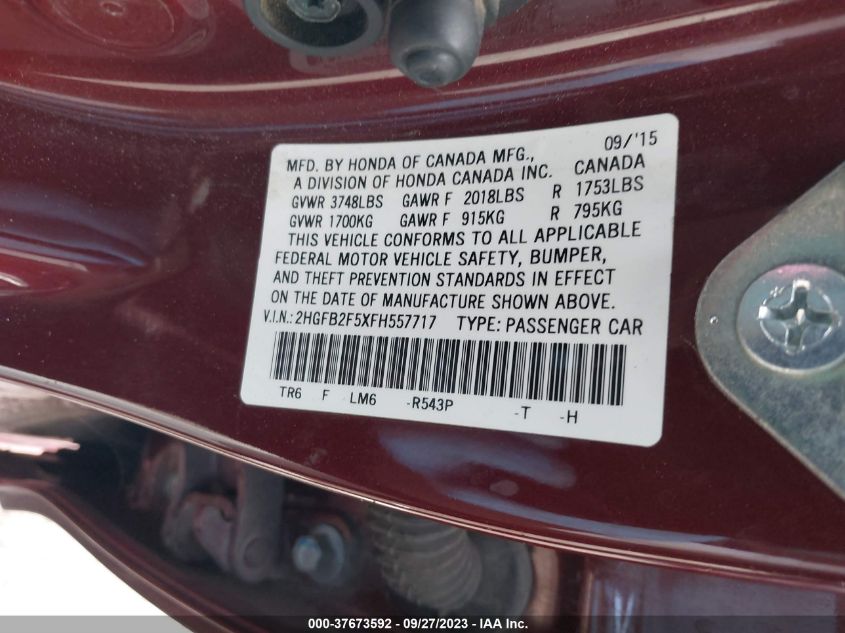 09/'15
MFD. BY HONDA OF CANADA MFG.,
A DIVISION OF HONDA CANADA INC. CANADA
GVWR 3748LBS GAWR F 2018LBS R 1753LBS
GVWR 1700KG GAWR F 915KG R 795KG
THIS VEHICLE CONFORMS TO ALL APPLICABLE
FEDERAL MOTOR VEHICLE SAFETY, BUMPER,
AND THEFT PREVENTION STANDARDS IN EFFECT
ON THE DATE OF MANUFACTURE SHOWN ABOVE.
V.I.N.:2HGFB2F5XFH557717 TYPE: PASSENGER CAR
TR6 F LM6 -R543P -T -H
000-37673592 / 09/27/2023 - IAA Inc.